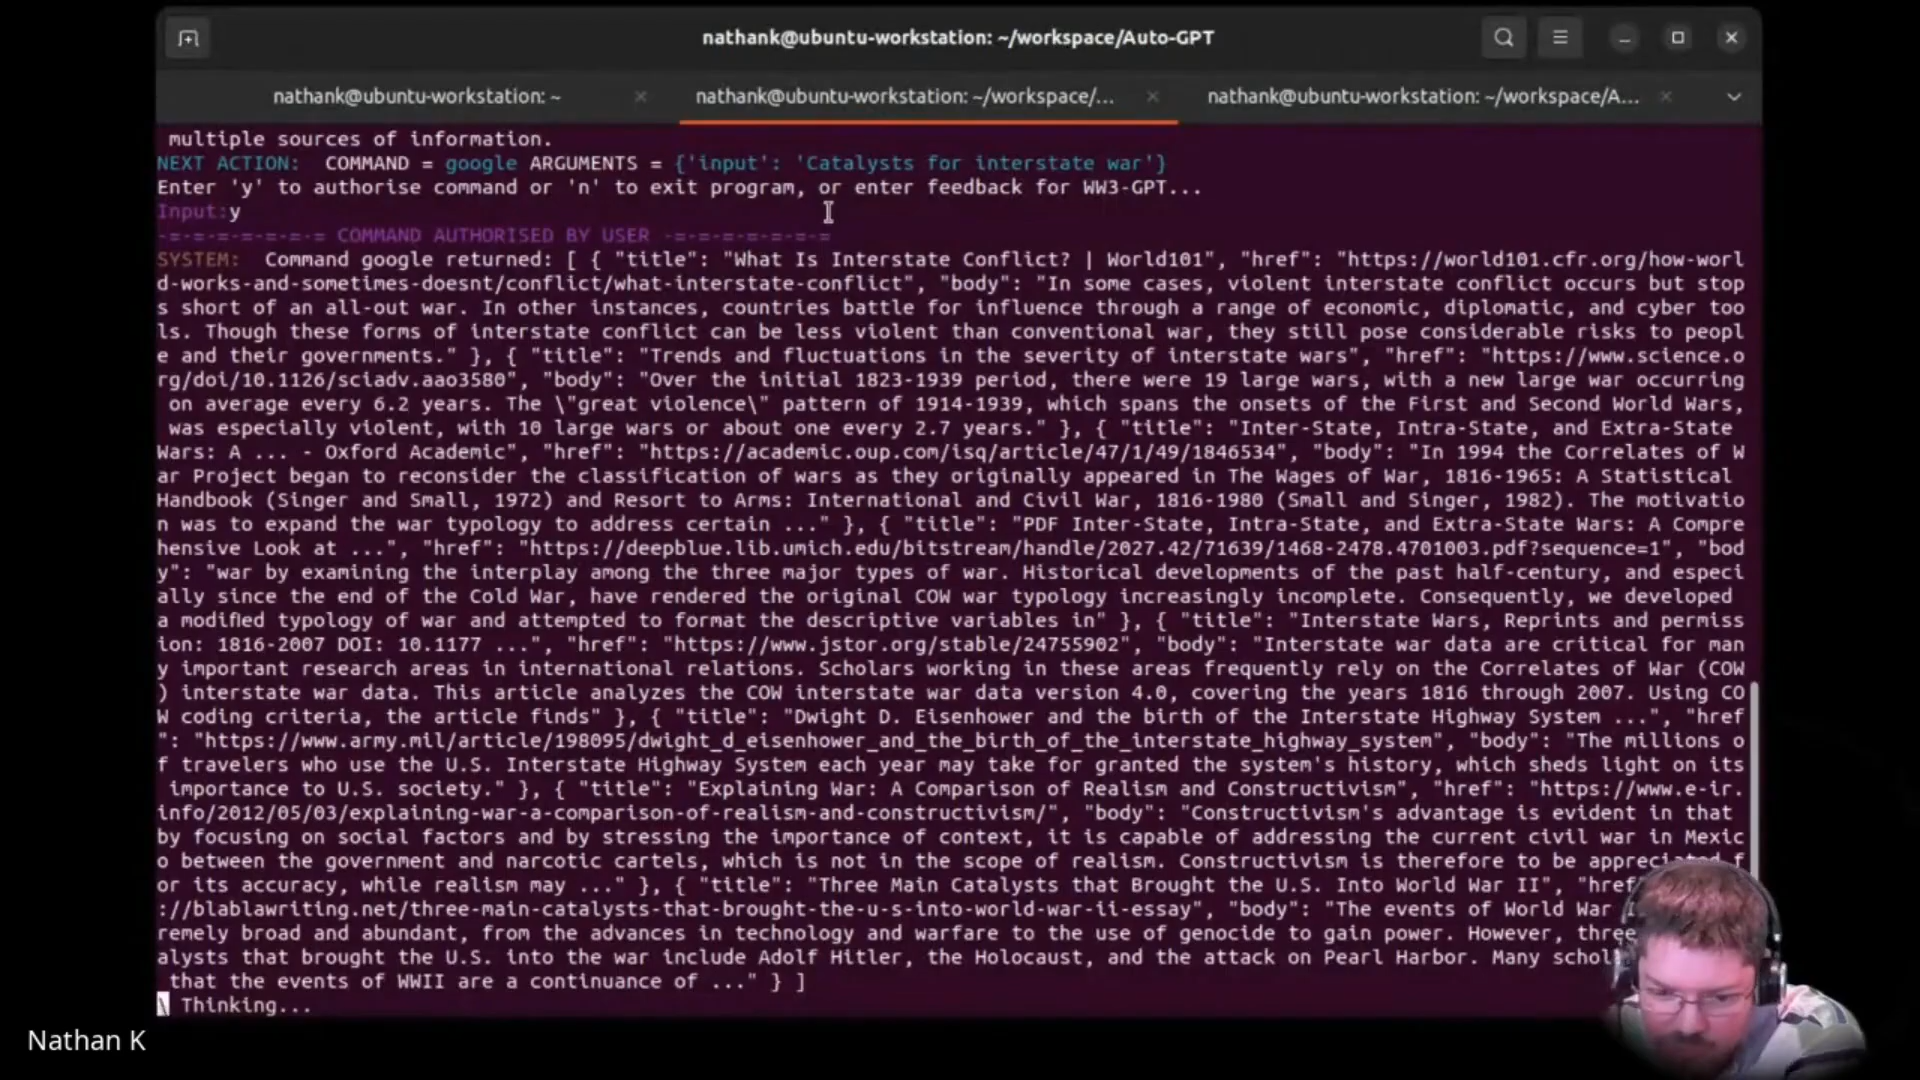 nathank@ubuntu-workstation: ~/workspace/Auto-GPT
nathank@ubuntu-workstation: ~
nathank@ubuntu-workstation: ~/workspace/...
nathank@ubuntu-workstation: ~/workspace/A...
multiple sources of information.
NEXT ACTION:  COMMAND = google ARGUMENTS = {'input': 'Catalysts for interstate war'}
Enter 'y' to authorise command or 'n' to exit program, or enter feedback for WW3-GPT...
Input:y
-=-=-=-=-=-=-= COMMAND AUTHORISED BY USER -=-=-=-=-=-=-=
SYSTEM:  Command google returned: [ { "title": "What Is Interstate Conflict? | World101", "href": "https://world101.cfr.org/how-worl
d-works-and-sometimes-doesnt/conflict/what-interstate-conflict", "body": "In some cases, violent interstate conflict occurs but stop
s short of an all-out war. In other instances, countries battle for influence through a range of economic, diplomatic, and cyber too
ls. Though these forms of interstate conflict can be less violent than conventional war, they still pose considerable risks to peopl
e and their governments." }, { "title": "Trends and fluctuations in the severity of interstate wars", "href": "https://www.science.o
rg/doi/10.1126/sciadv.aao3580", "body": "Over the initial 1823-1939 period, there were 19 large wars, with a new large war occurring
on average every 6.2 years. The \"great violence\" pattern of 1914-1939, which spans the onsets of the First and Second World Wars,
was especially violent, with 10 large wars or about one every 2.7 years." }, { "title": "Inter-State, Intra-State, and Extra-State
Wars: A ... - Oxford Academic", "href": "https://academic.oup.com/isq/article/47/1/49/1846534", "body": "In 1994 the Correlates of W
ar Project began to reconsider the classification of wars as they originally appeared in The Wages of War, 1816-1965: A Statistical
Handbook (Singer and Small, 1972) and Resort to Arms: International and Civil War, 1816-1980 (Small and Singer, 1982). The motivatio
n was to expand the war typology to address certain ..." }, { "title": "PDF Inter-State, Intra-State, and Extra-State Wars: A Compre
hensive Look at ...", "href": "https://deepblue.lib.umich.edu/bitstream/handle/2027.42/71639/1468-2478.4701003.pdf?sequence=1", "bod
y": "war by examining the interplay among the three major types of war. Historical developments of the past half-century, and especi
ally since the end of the Cold War, have rendered the original COW war typology increasingly incomplete. Consequently, we developed
a modified typology of war and attempted to format the descriptive variables in" }, { "title": "Interstate Wars, Reprints and permiss
ion: 1816-2007 DOI: 10.1177 ...", "href": "https://www.jstor.org/stable/24755902", "body": "Interstate war data are critical for man
y important research areas in international relations. Scholars working in these areas frequently rely on the Correlates of War (COW
) interstate war data. This article analyzes the COW interstate war data version 4.0, covering the years 1816 through 2007. Using CO
W coding criteria, the article finds" }, { "title": "Dwight D. Eisenhower and the birth of the Interstate Highway System ...", "href
": "https://www.army.mil/article/198095/dwight_d_eisenhower_and_the_birth_of_the_interstate_highway_system", "body": "The millions o
f travelers who use the U.S. Interstate Highway System each year may take for granted the system's history, which sheds light on its
importance to U.S. society." }, { "title": "Explaining War: A Comparison of Realism and Constructivism", "href": "https://www.e-ir.
info/2012/05/03/explaining-war-a-comparison-of-realism-and-constructivism/", "body": "Constructivism's advantage is evident in that
by focusing on social factors and by stressing the importance of context, it is capable of addressing the current civil war in Mexic
o between the government and narcotic cartels, which is not in the scope of realism. Constructivism is therefore to be appreciated f
or its accuracy, while realism may ..." }, { "title": "Three Main Catalysts that Brought the U.S. Into World War II", "href
://blablawriting.net/three-main-catalysts-that-brought-the-u-s-into-world-war-ii-essay", "body": "The events of World War
remely broad and abundant, from the advances in technology and warfare to the use of genocide to gain power. However, three
alysts that brought the U.S. into the war include Adolf Hitler, the Holocaust, and the attack on Pearl Harbor. Many schol
that the events of WWII are a continuance of ..." } ]
\ Thinking...
Nathan K